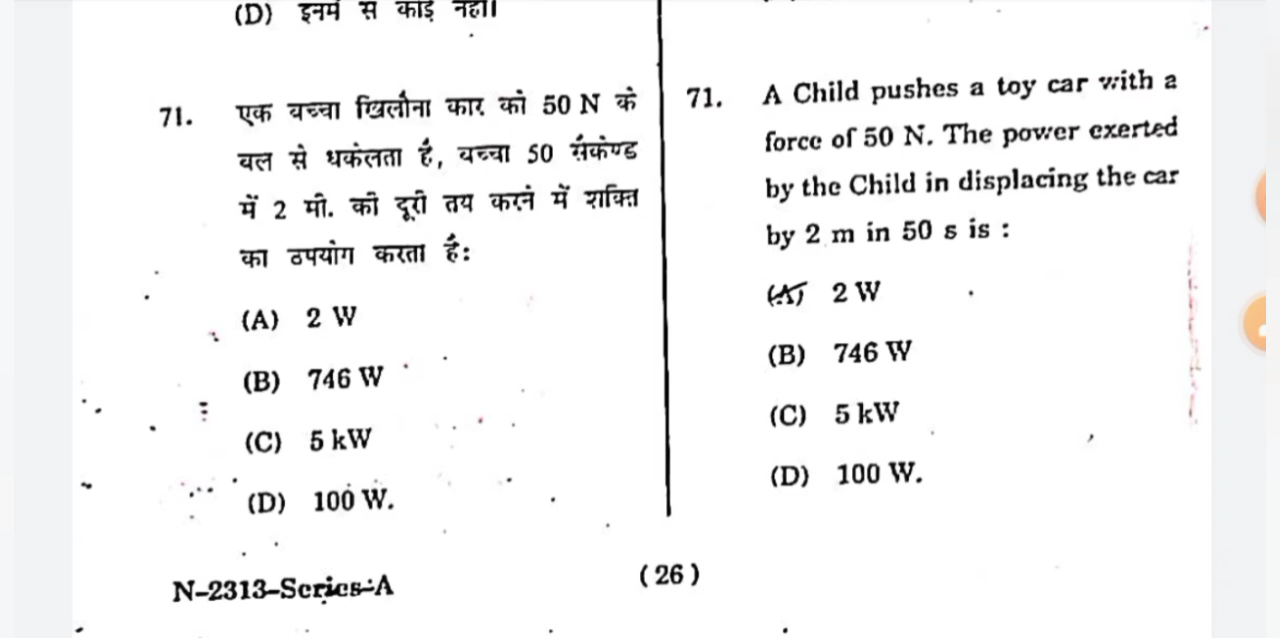 (D) इनमें से कोई नहीं।
71. एक बच्चा खिलौना कार को 50 N के
बल से धकेलता है, बच्चा 50 सैकेण्ड
में 2 मी. की दूरी तय करने में शक्ति
का उपयोग करता है:
(A) 2 W
(B) 746 W
(C) 5 kW
(D) 100 W.
71. A Child pushes a toy car with a
force of 50 N. The power exerted
by the Child in displacing the car
by 2 m in 50 s is :
(A) 2 W
(B) 746 W
(C) 5 kW
(D) 100 W.
N-2313-Series-A
(26)